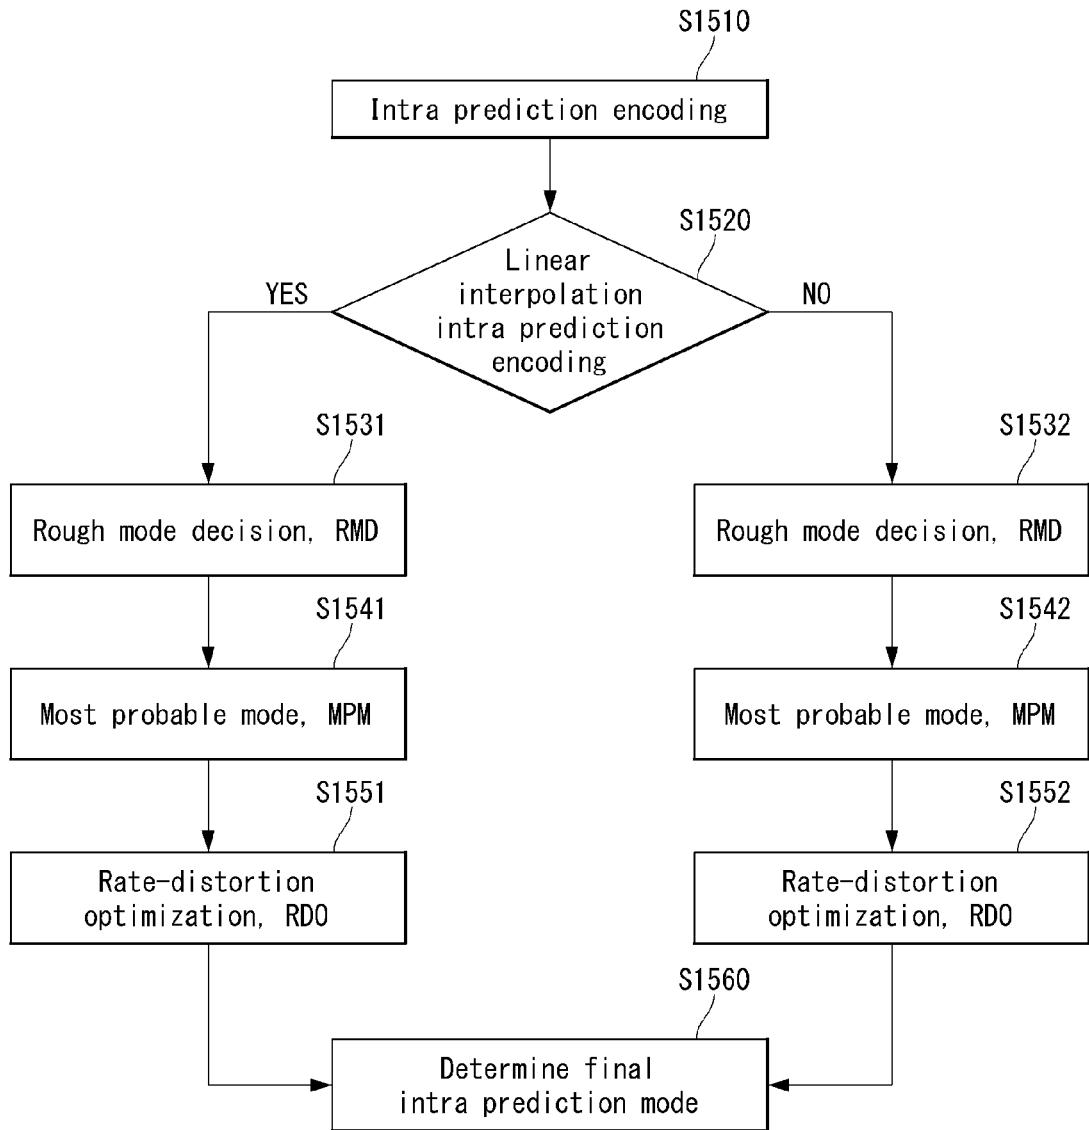 S1510
Intra prediction encoding
S1520
Linear
interpolation
intra prediction
encoding
YES
NO
S1531
Rough mode decision, RMD
S1532
Rough mode decision, RMD
S1541
Most probable mode, MPM
S1542
Most probable mode, MPM
S1551
Rate-distortion
optimization, RDO
S1552
Rate-distortion
optimization, RDO
S1560
Determine final
intra prediction mode